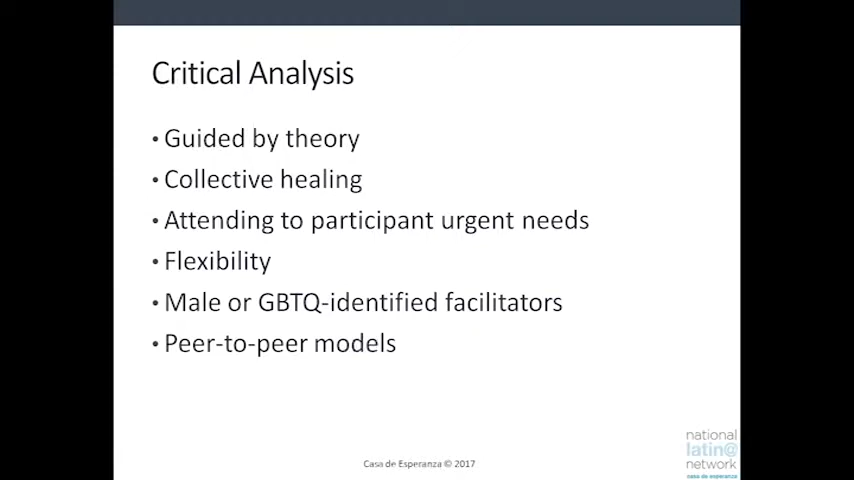 Critical Analysis
• Guided by theory
• Collective healing
• Attending to participant urgent needs
• Flexibility
• Male or GBTQ-identified facilitators
• Peer-to-peer models
Casa de Esperanza © 2017
national
latin@
network
casa de esperanza